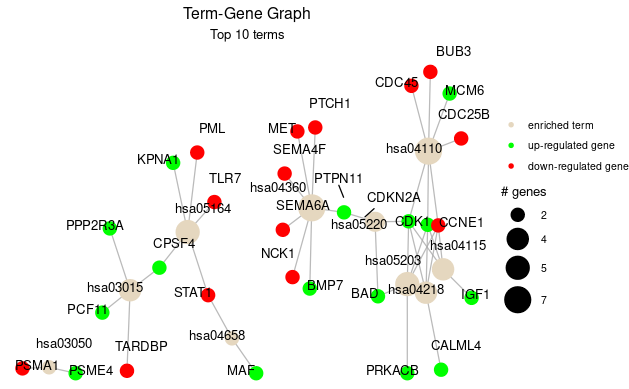 Term-Gene Graph
Top 10 terms
BUB3
CDC45
MCM6
PTCH1
CDC25B
PML
MET
enriched term
SEMA4F
up-regulated gene
KPNA1
hsa04110
down-regulated gene
TLR7
PTPN11
hsa04360
# genes
CDKN2A
SEMA6A
hsa05164
2
PPP2R3A
hsa05220
CDK1
CCNE1
4
CPSF4
hsa04115
NCK1
hsa05203
5
hsa03015
BMP7
hsa04218
STAT1
BAD
IGF1
7
PCF11
hsa04658
hsa03050
TARDBP
CALML4
PSMA1
PSME4
MAF
PRKACB